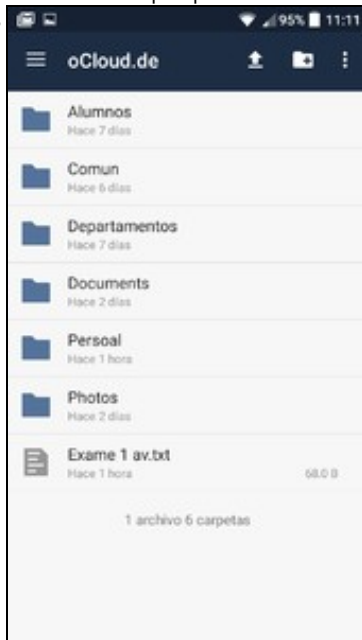 95% 11:11
oCloud.de
Alumnos
Hace 7 días
Comun
Hace 6 días
Departamentos
Hace 7 días
Documents
Hace 2 días
Persoal
Hace 1 hora
Photos
Hace 2 días
Exame 1 av.txt
Hace 1 hora 68.0 B
1 archivo 6 carpetas